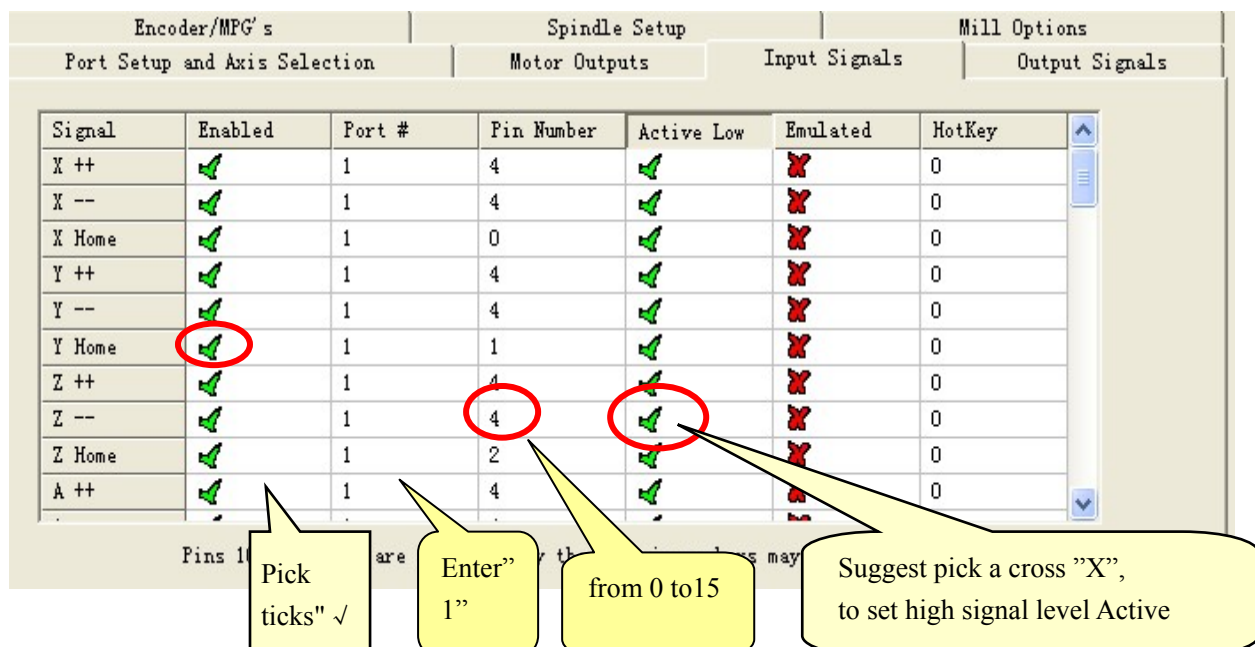 Encoder/MPG's Spindle Setup Mill Options
Port Setup and Axis Selection Motor Outputs Input Signals Output Signals
Signal Enabled Port # Pin Number Active Low Emulated HotKey
X ++ 1 4 0
X -- 1 4 0
X Home 1 0 0
Y ++ 1 4 0
Y -- 1 4 0
Y Home 1 1 0
Z ++ 1 4 0
Z -- 1 4 0
Z Home 1 2 0
A ++ 1 4 0
Pins are may
Pick
ticks" √
Enter”
1”
from 0 to15
Suggest pick a cross ”X”,
to set high signal level Active